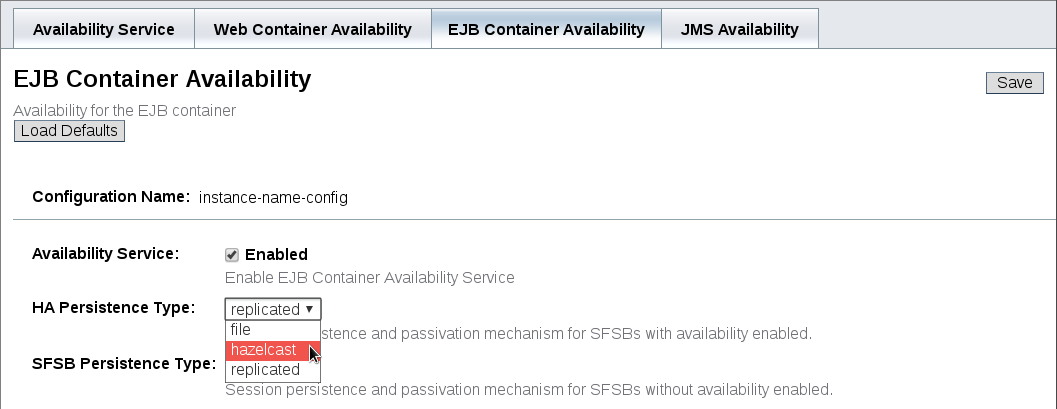 Availability Service Web Container Availability EJB Container Availability JMS Availability
EJB Container Availability
Save
Availability for the EJB container
Load Defaults
Configuration Name: instance-name-config
Availability Service: Enabled
Enable EJB Container Availability Service
HA Persistence Type: replicated
file
stence and passivation mechanism for SFSBs with availability enabled.
hazelcast
SFSB Persistence Type: replicated
Session persistence and passivation mechanism for SFSBs without availability enabled.